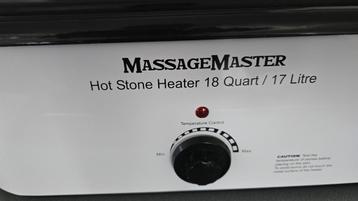 MASSAGEMASTER
Hot Stone Heater 18 Quart / 17 Litre
Temperature Control
Min
Max
CAUTION